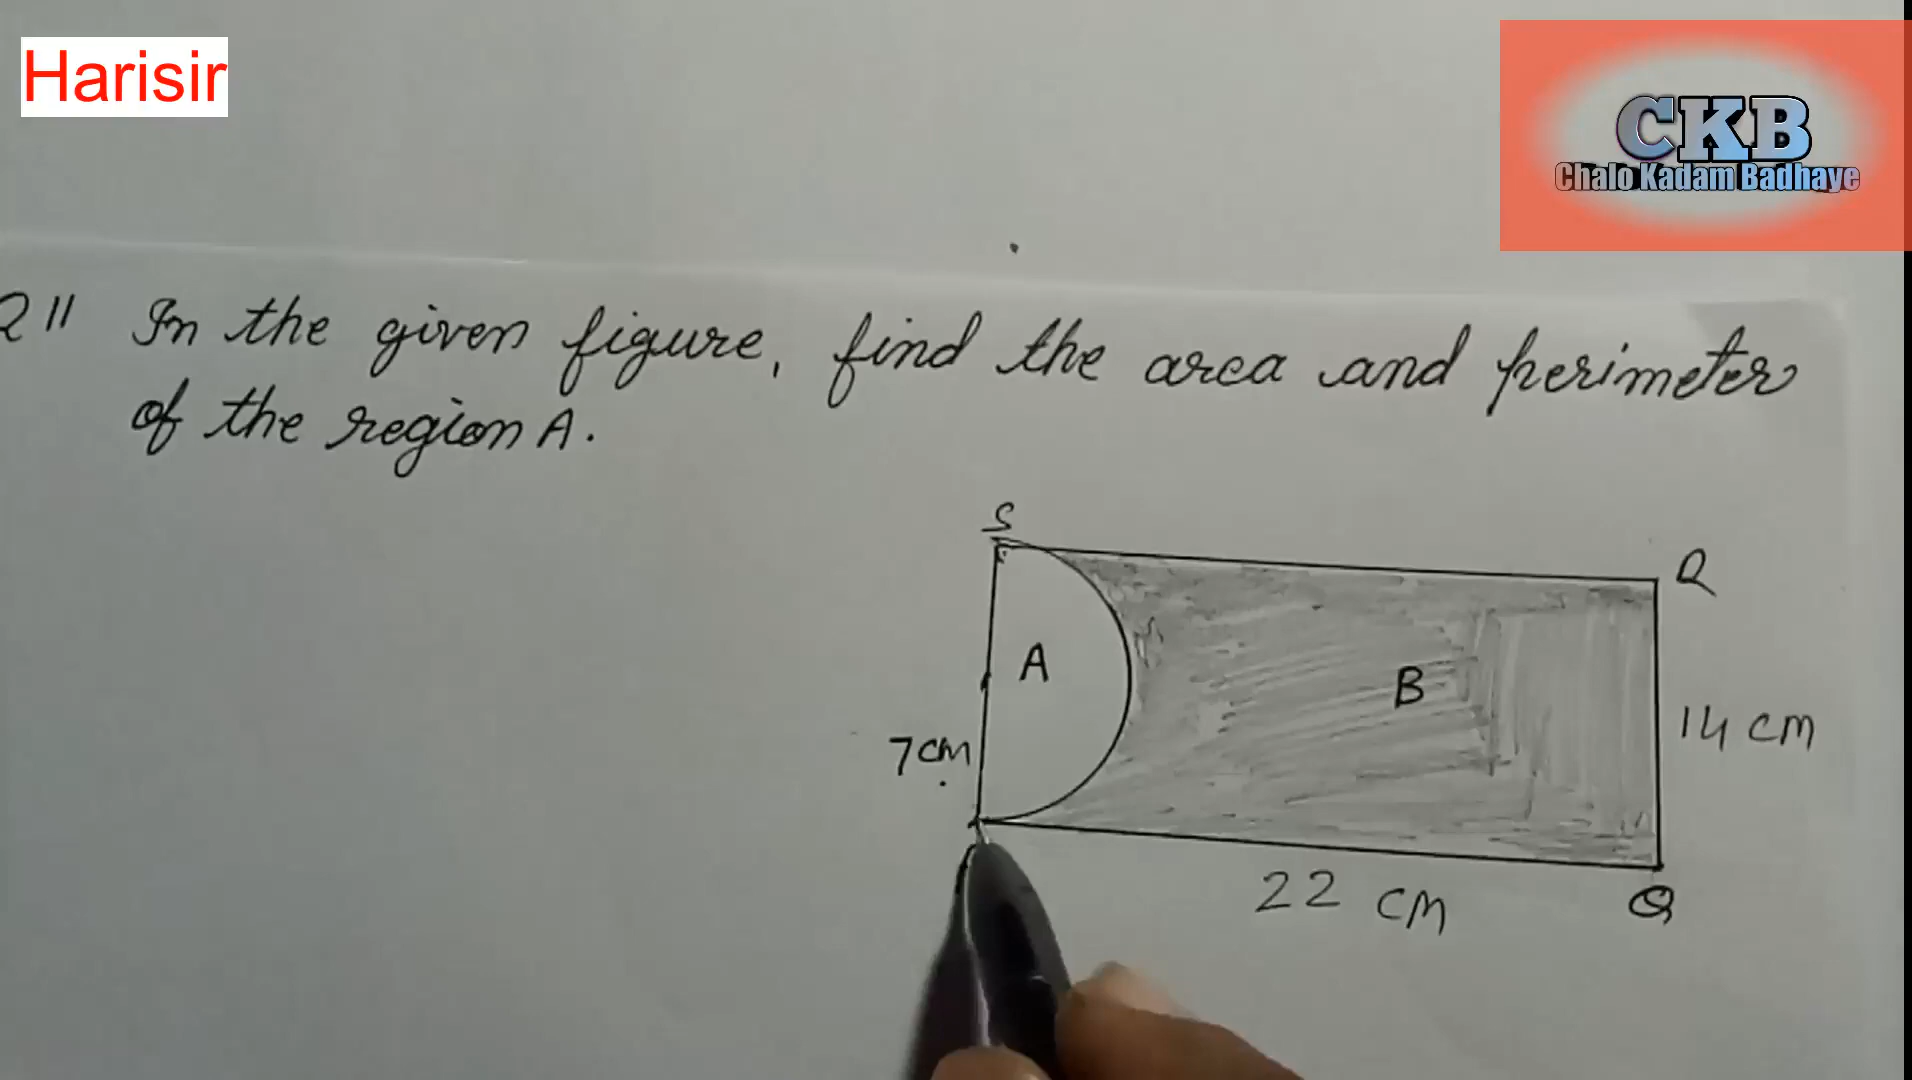 Harisir
CKB
Chalo Kadam Badhaye
Q 11 In the given figure, find the area and perimeter
of the region A.
S
R
A
B
7cm
14 cm
22 cm
Q